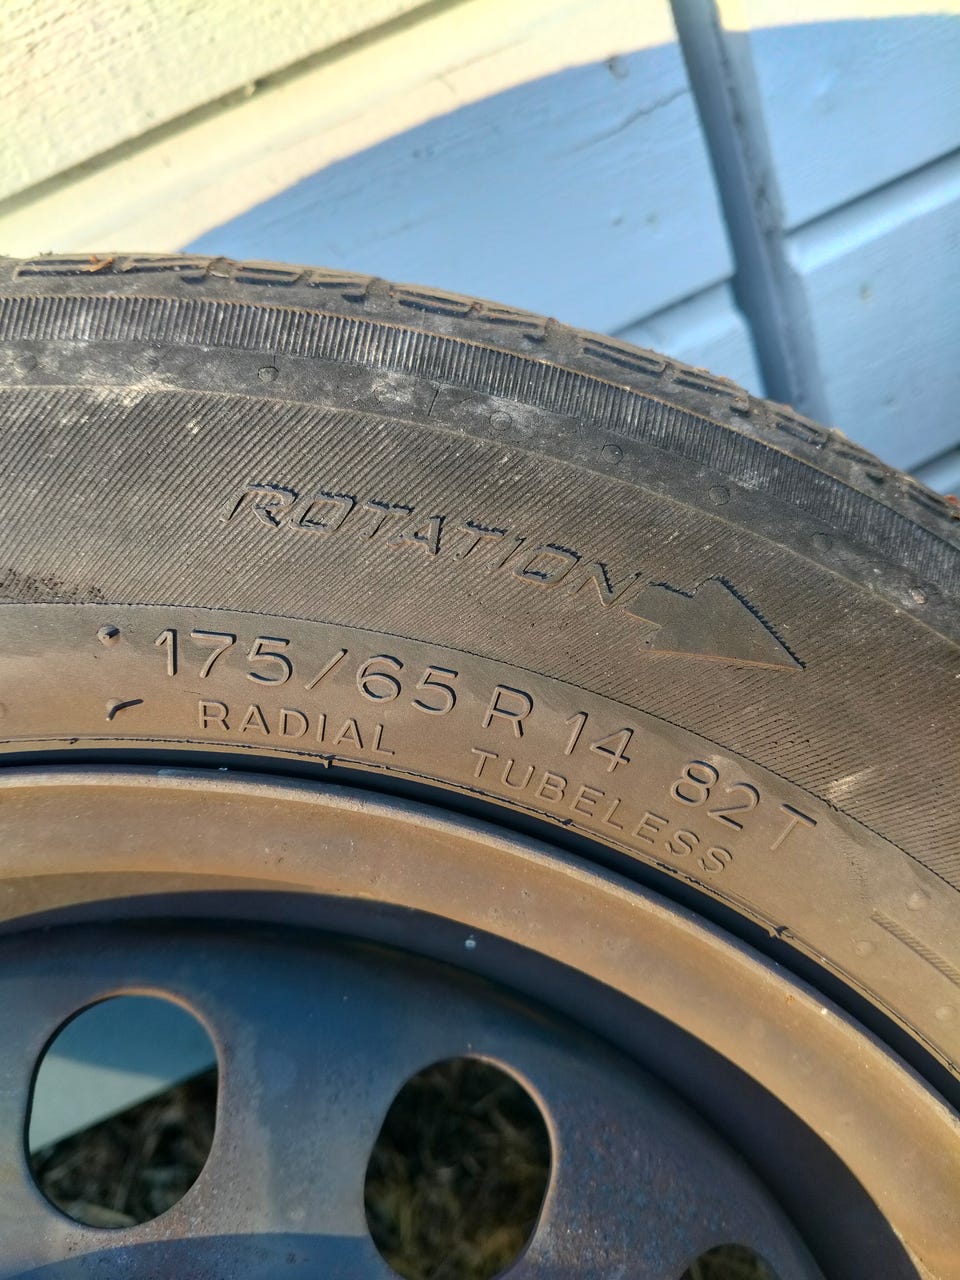 ROTATION
175/65 R 14 82T
RADIAL TUBELESS